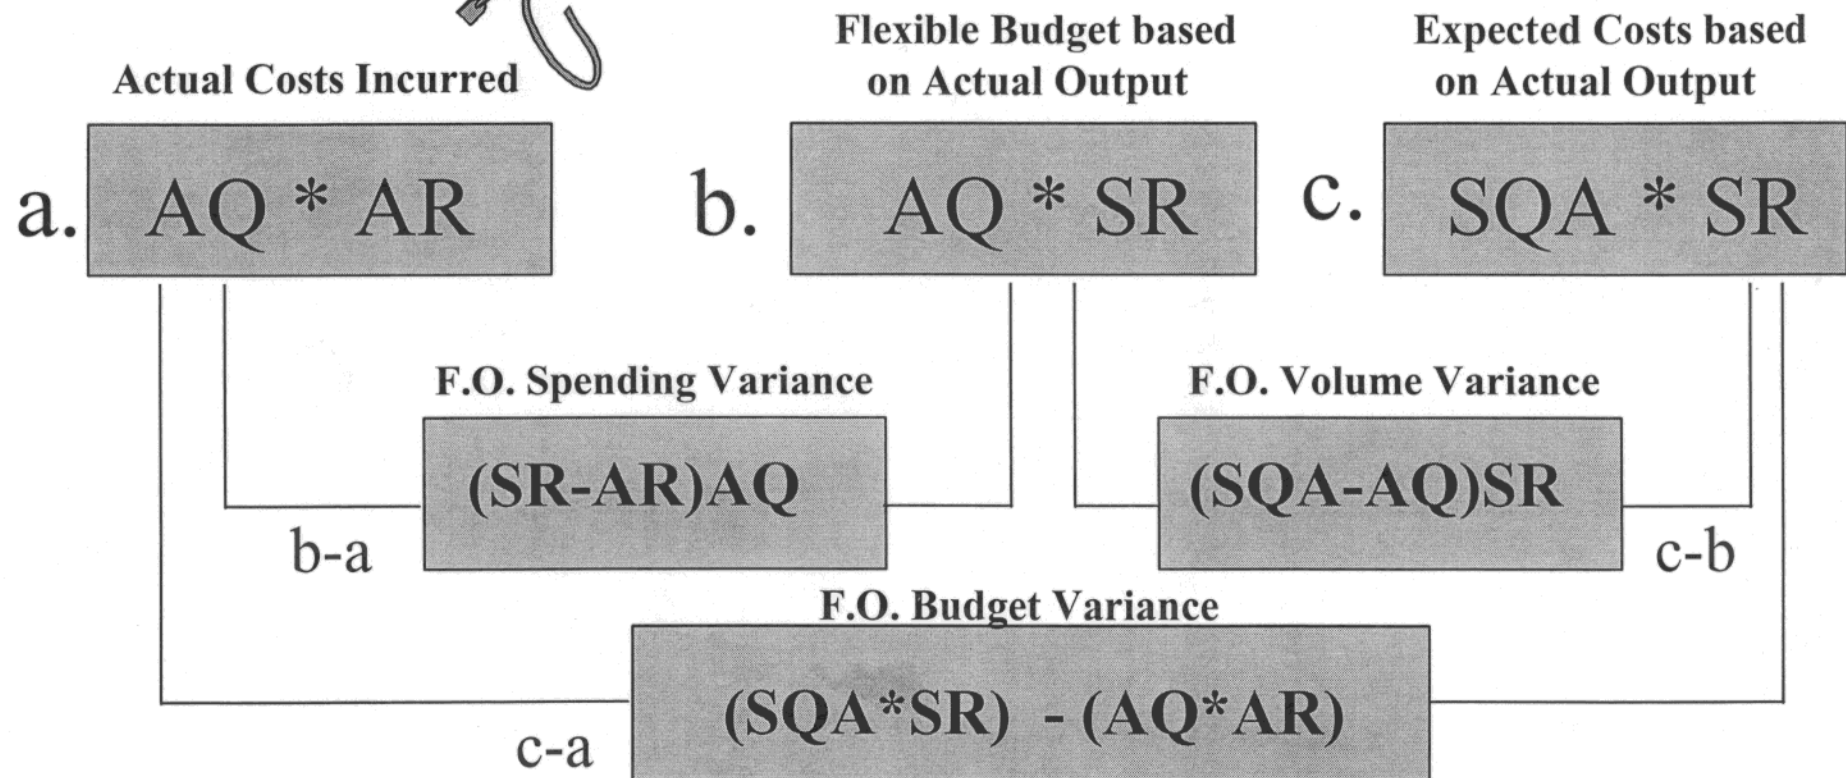 Actual Costs Incurred
Flexible Budget based
on Actual Output
Expected Costs based
on Actual Output
a. AQ * AR
b. AQ * SR
c. SQA * SR
F.O. Spending Variance
F.O. Volume Variance
(SR-AR)AQ
(SQA-AQ)SR
b-a
c-b
F.O. Budget Variance
(SQA*SR) - (AQ*AR)
c-a